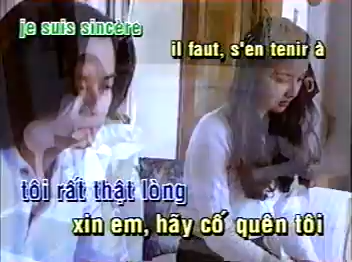 je suis sincère
il faut, s'en tenir à
tôi rất thật lòng
xin em, hãy cố quên tôi